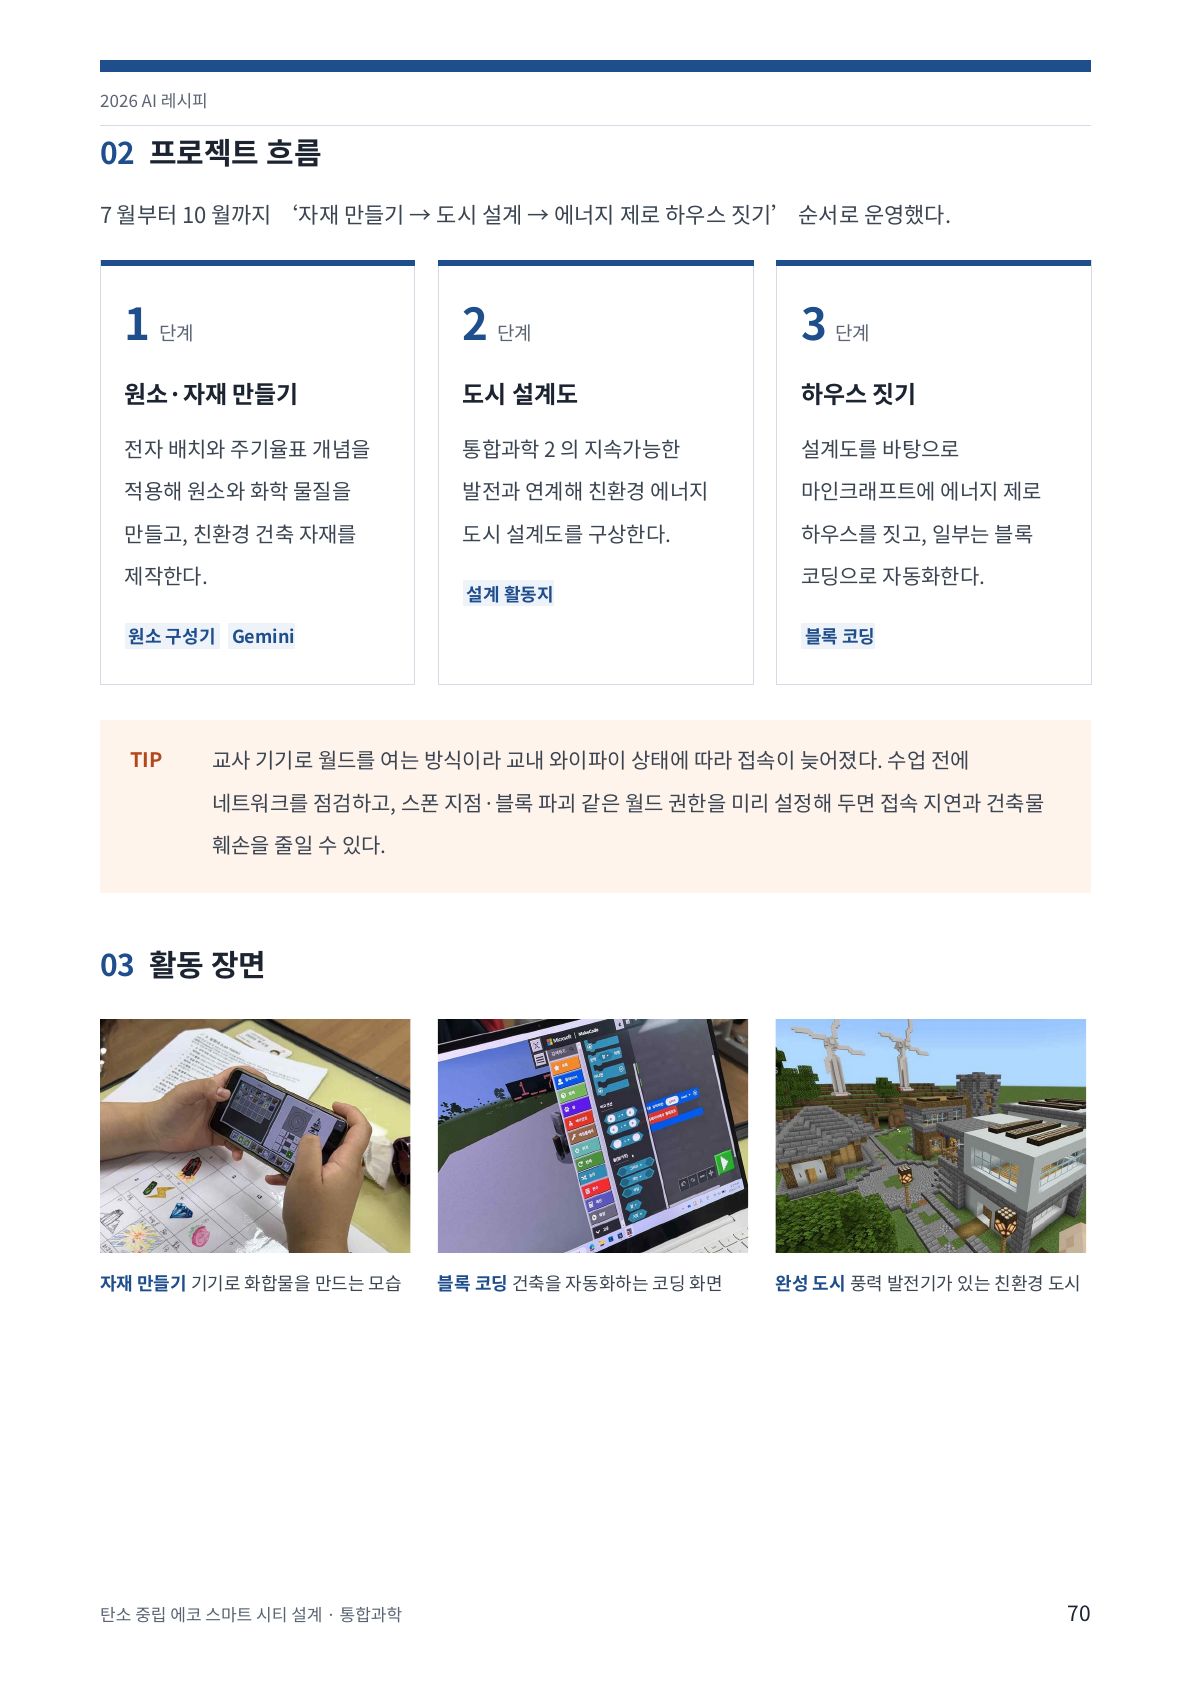 2026 AI 레시피
02 프로젝트 흐름
7월부터 10월까지 ‘자재 만들기 → 도시 설계 → 에너지 제로 하우스 짓기’ 순서로 운영했다.
1 단계
원소·자재 만들기
전자 배치와 주기율표 개념을
적용해 원소와 화학 물질을
만들고, 친환경 건축 자재를
제작한다.
원소 구성기 Gemini
2 단계
도시 설계도
통합과학 2의 지속가능한
발전과 연계해 친환경 에너지
도시 설계도를 구상한다.
설계 활동지
3 단계
하우스 짓기
설계도를 바탕으로
마인크래프트에 에너지 제로
하우스를 짓고, 일부는 블록
코딩으로 자동화한다.
블록 코딩
TIP
교사 기기로 월드를 여는 방식이라 교내 와이파이 상태에 따라 접속이 늦어졌다. 수업 전에
네트워크를 점검하고, 스폰 지점·블록 파괴 같은 월드 권한을 미리 설정해 두면 접속 지연과 건축물
훼손을 줄일 수 있다.
03 활동 장면
Microsoft MakeCode
자재 만들기 기기로 화합물을 만드는 모습
블록 코딩 건축을 자동화하는 코딩 화면
완성 도시 풍력 발전기가 있는 친환경 도시
탄소 중립 에코 스마트 시티 설계 · 통합과학
70